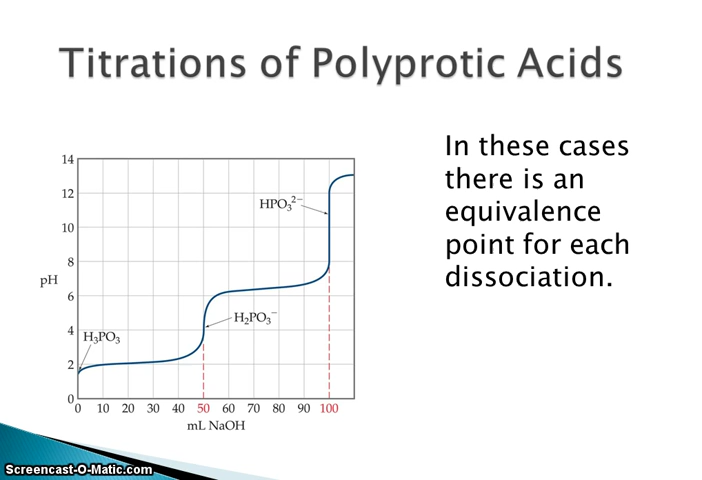 Titrations of Polyprotic Acids
In these cases
there is an
equivalence
point for each
dissociation.
14
12
10
8
6
4
2
0
pH
HPO₃²⁻
H₂PO₃⁻
H₃PO₃
0 10 20 30 40 50 60 70 80 90 100
mL NaOH
Screencast-O-Matic.com